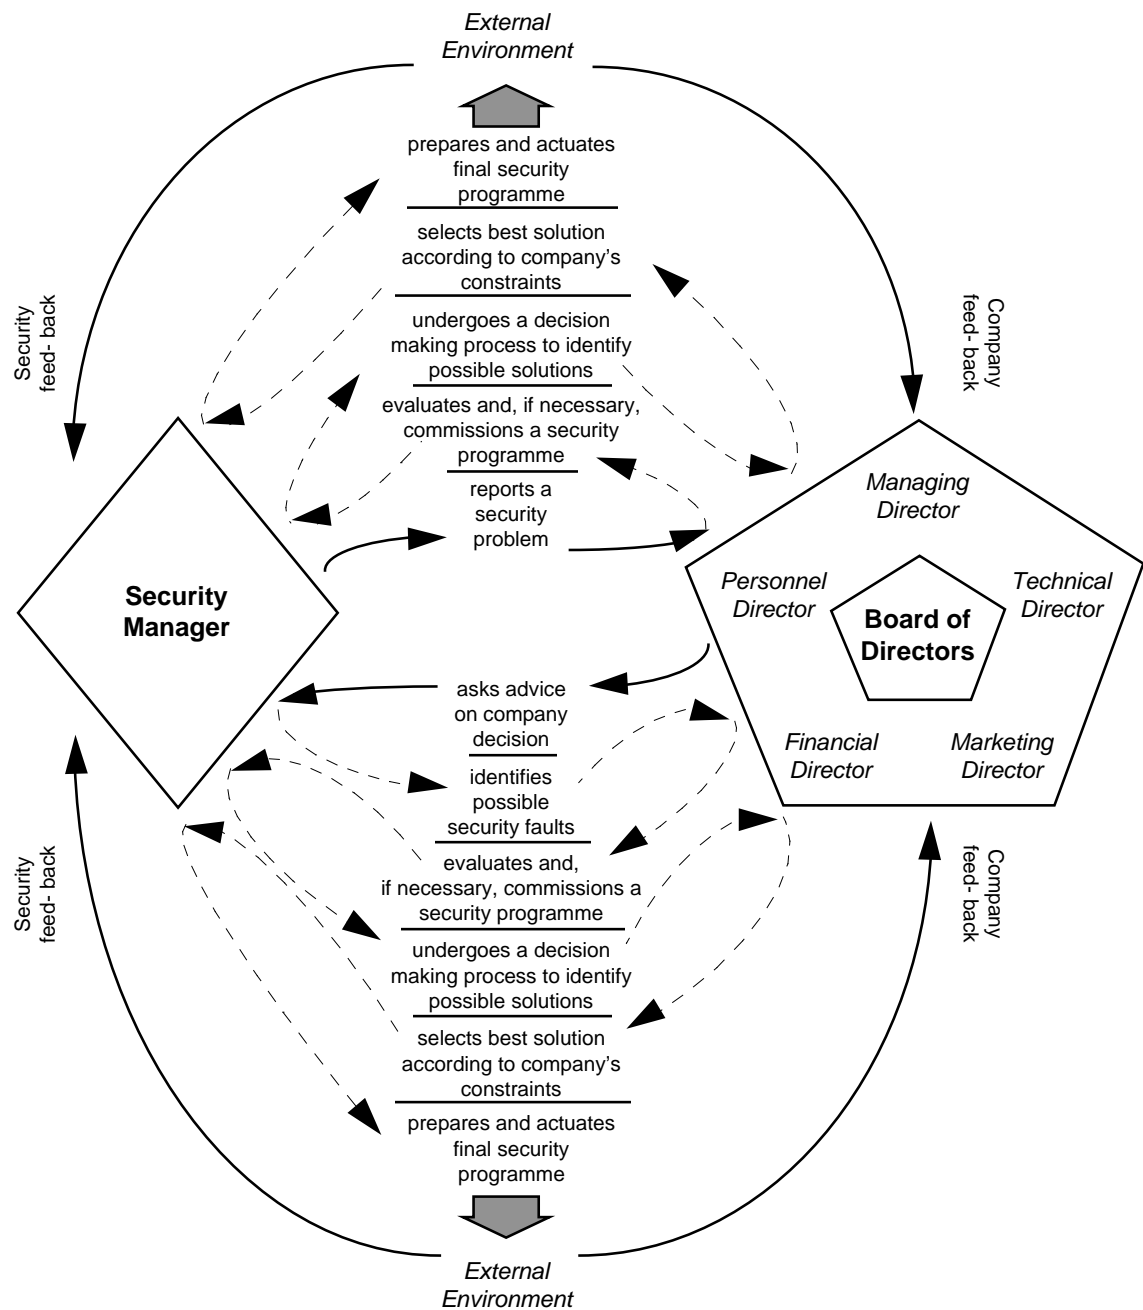 External
Environment
prepares and actuates
final security
programme
selects best solution
according to company's
constraints
Security
feed- back
Company
feed- back
undergoes a decision
making process to identify
possible solutions
evaluates and, if necessary,
commissions a security
programme
reports a
security
problem
Security
Manager
Managing
Director
Personnel
Director
Technical
Director
Board of
Directors
Financial
Director
Marketing
Director
asks advice
on company
decision
identifies
possible
security faults
evaluates and,
if necessary, commissions a
security programme
Security
feed- back
Company
feed- back
undergoes a decision
making process to identify
possible solutions
selects best solution
according to company's
constraints
prepares and actuates
final security
programme
External
Environment